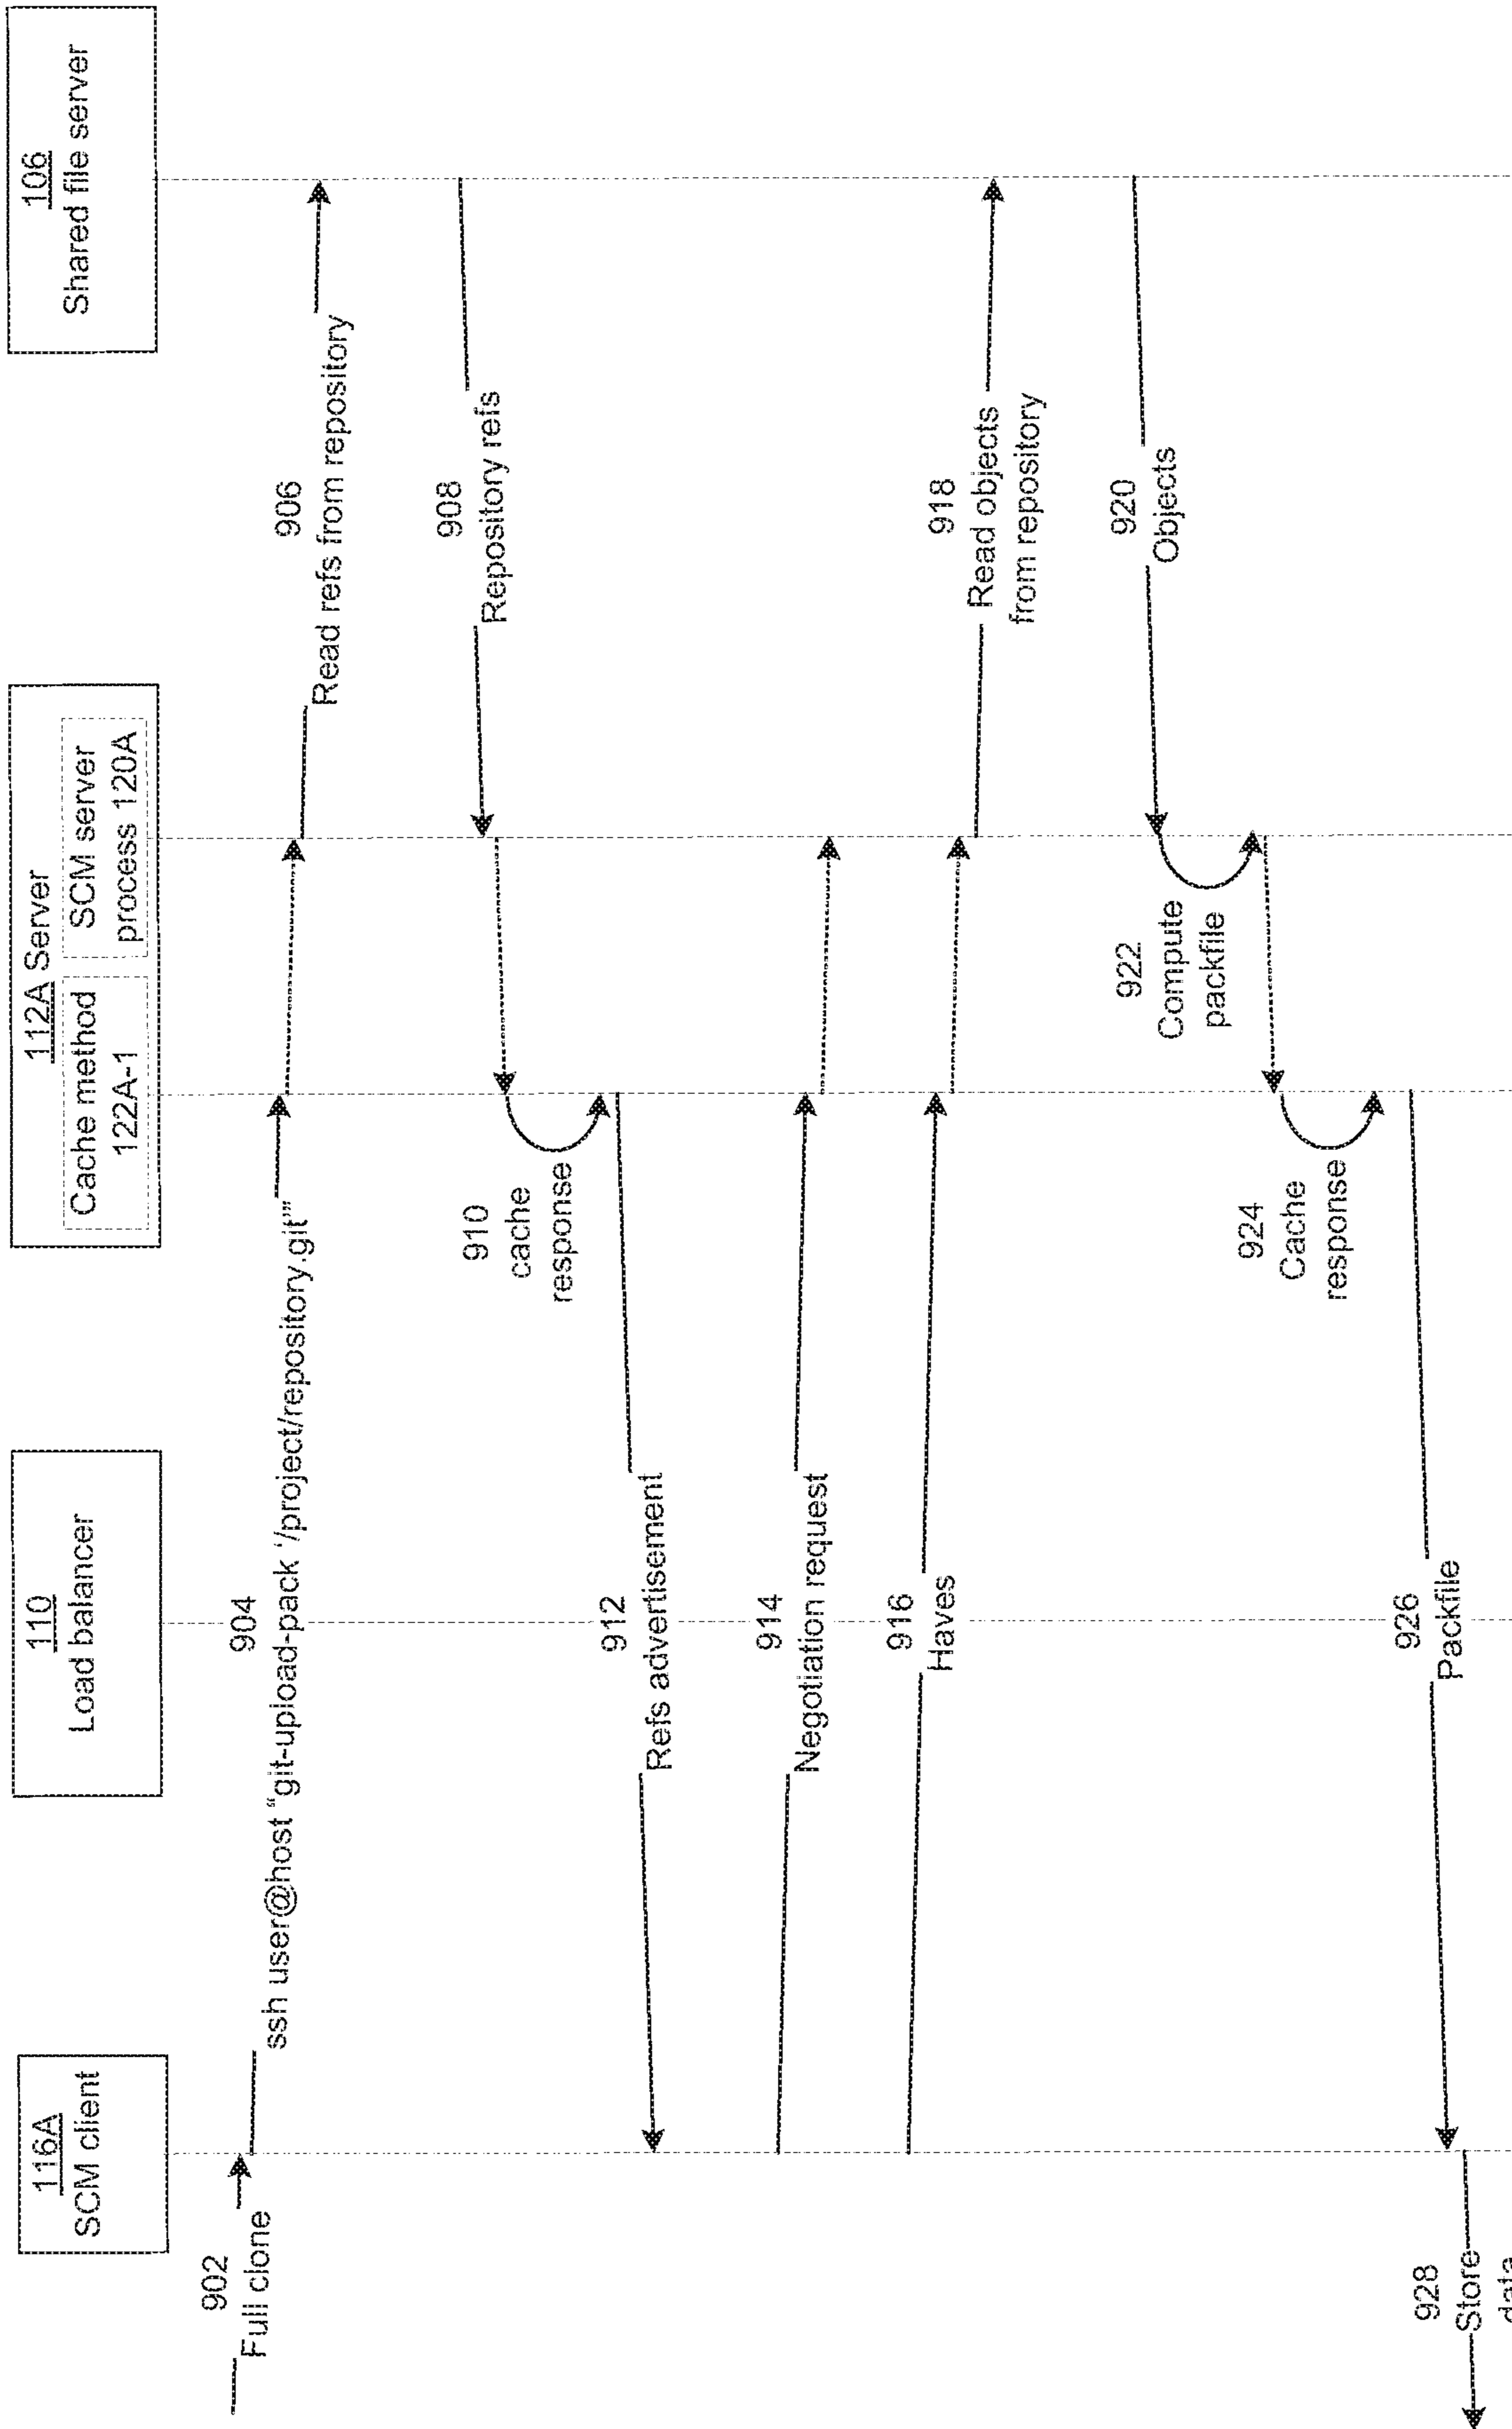 116A
SCM client
110
Load balancer
112A Server
Cache method
122A-1
SCM server
process 120A
106
Shared file server
902
Full clone
904
ssh user@host “git-upload-pack ‘/project/repository.git’”
906
Read refs from repository
908
Repository refs
910
cache
response
912
Refs advertisement
914
Negotiation request
916
Haves
918
Read objects
from repository
920
Objects
922
Compute
packfile
924
Cache
response
926
Packfile
928
Store
data